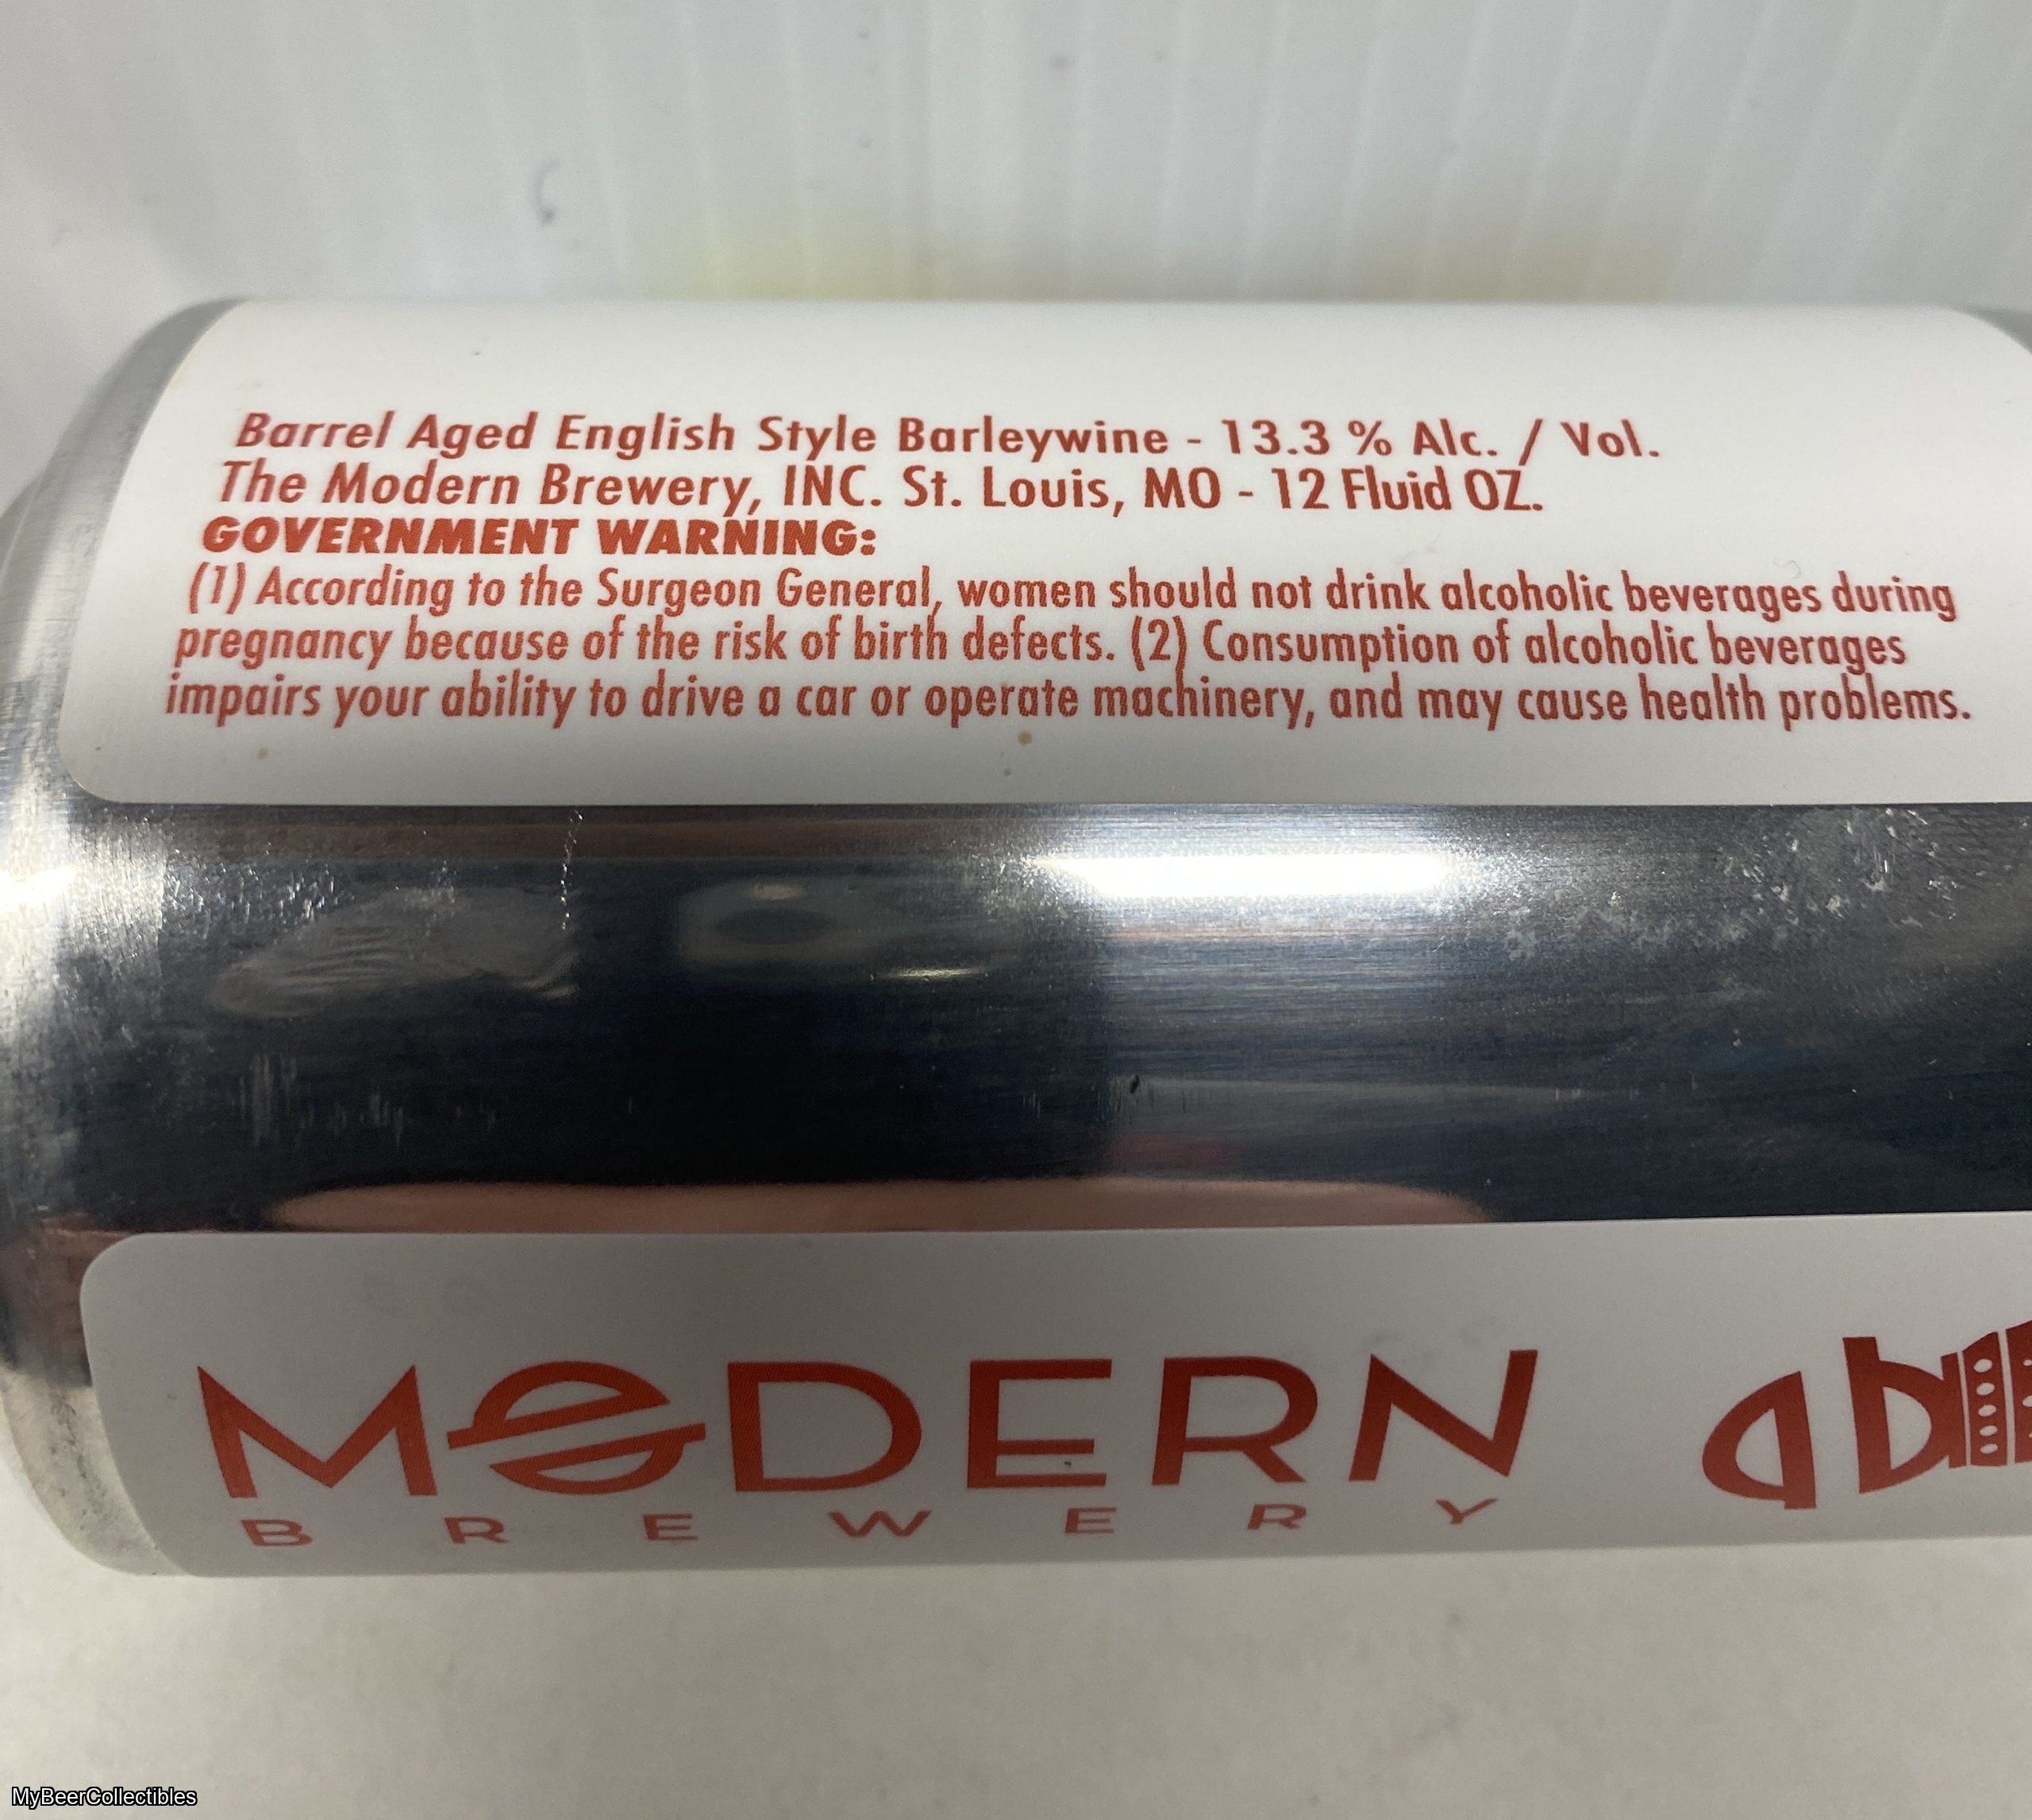 Barrel Aged English Style Barleywine - 13.3 % Alc. / Vol.
The Modern Brewery, INC. St. Louis, MO - 12 Fluid OZ.
GOVERNMENT WARNING:
(1) According to the Surgeon General, women should not drink alcoholic beverages during
pregnancy because of the risk of birth defects. (2) Consumption of alcoholic beverages
impairs your ability to drive a car or operate machinery, and may cause health problems.
MODERN
BREWERY
MyBeerCollectibles